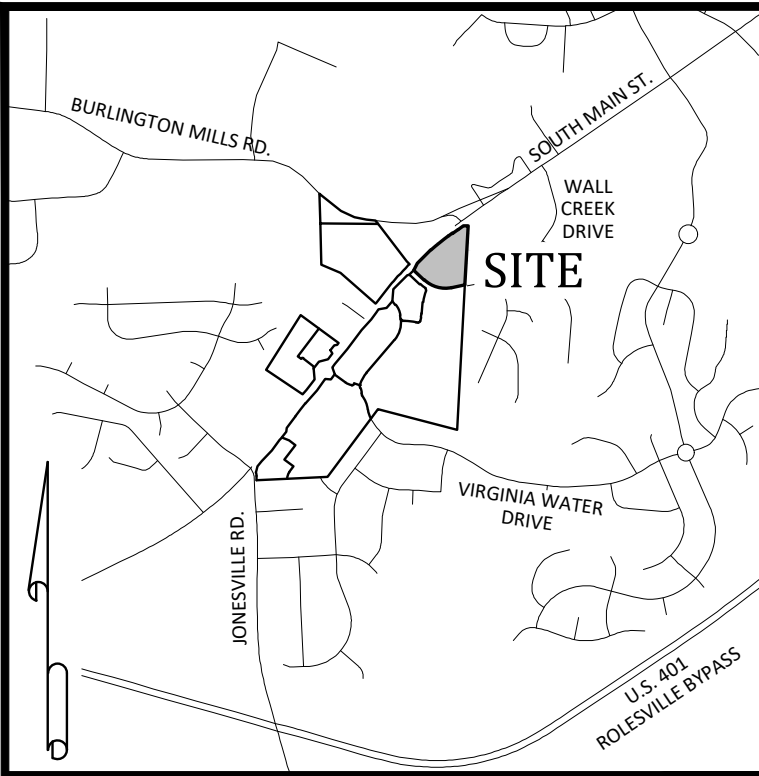 BURLINGTON MILLS RD.
SOUTH MAIN ST.
WALL
CREEK
DRIVE
SITE
VIRGINIA WATER
DRIVE
JONESVILLE RD.
U.S. 401
ROLESVILLE BYPASS